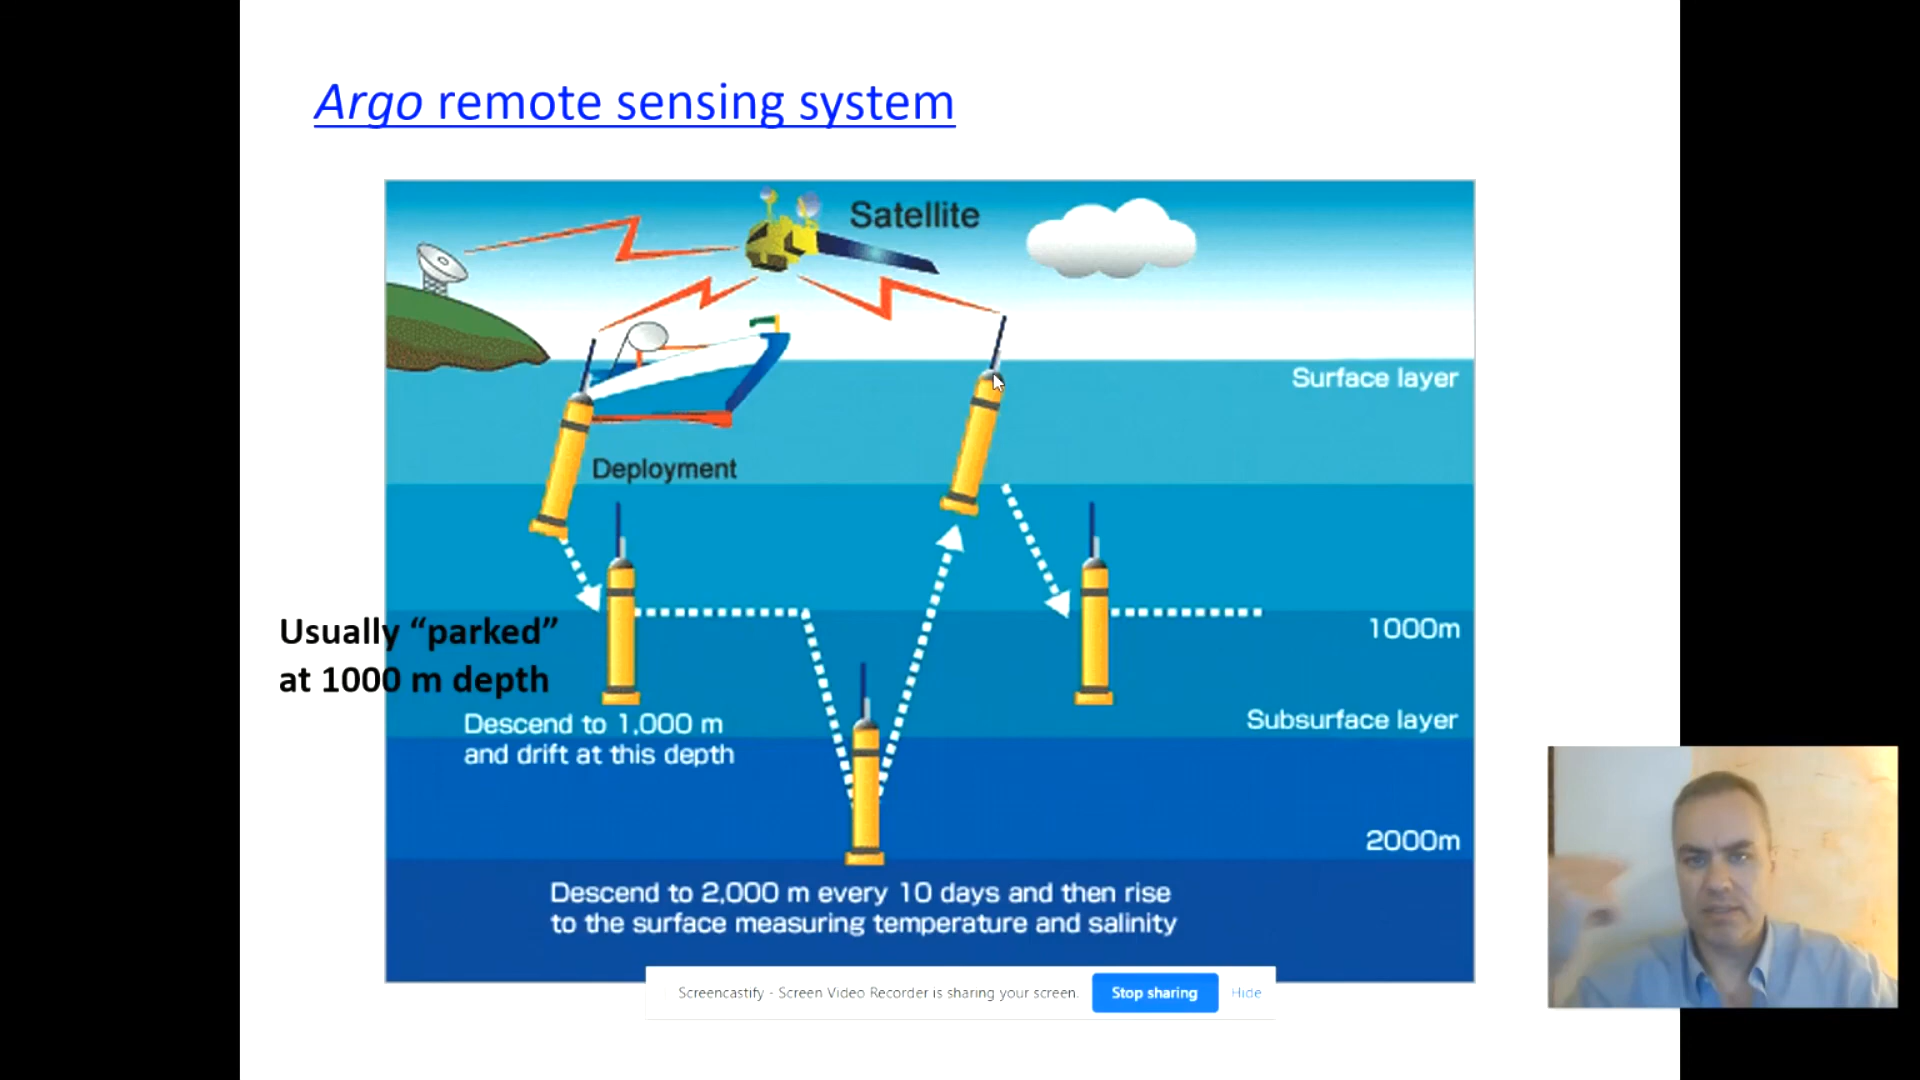 Argo remote sensing system
Satellite
Surface layer
Deployment
Usually “parked”
at 1000 m depth
1000m
Descend to 1,000 m
and drift at this depth
Subsurface layer
2000m
Descend to 2,000 m every 10 days and then rise
to the surface measuring temperature and salinity
Screencastify - Screen Video Recorder is sharing your screen.
Stop sharing
Hide